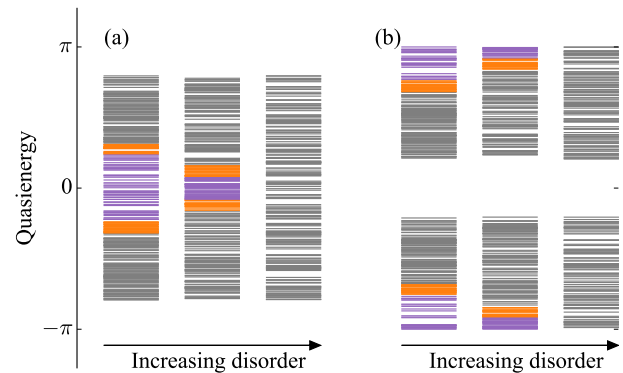 (a)
(b)
π
0
−π
Quasienergy
Increasing disorder
Increasing disorder